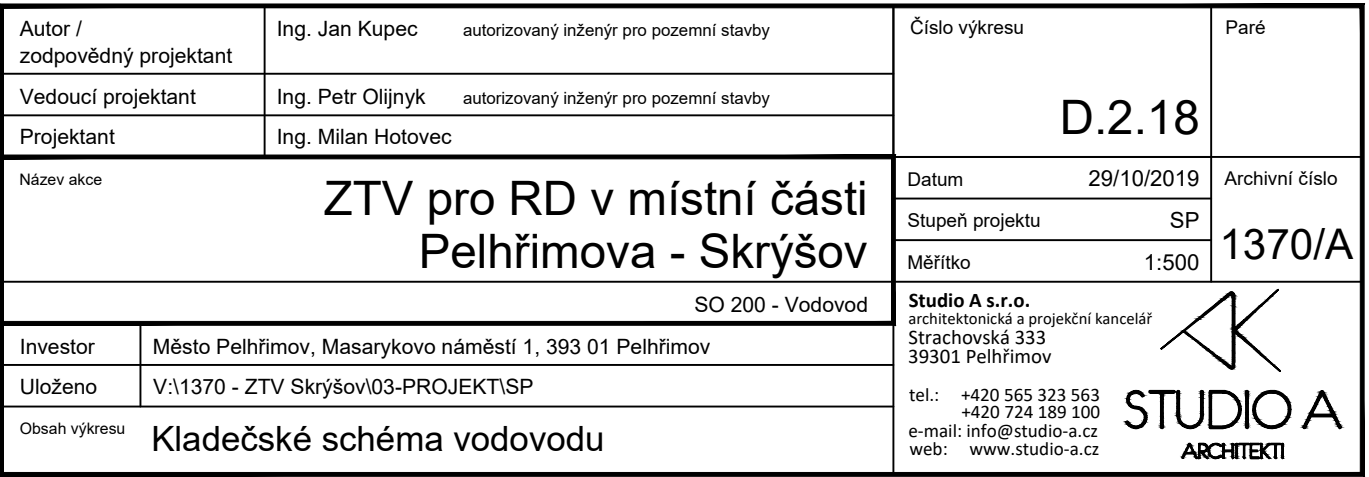 Autor /
zodpovědný projektant
Ing. Jan Kupec autorizovaný inženýr pro pozemní stavby
Vedoucí projektant
Ing. Petr Olijnyk autorizovaný inženýr pro pozemní stavby
Projektant
Ing. Milan Hotovec
Číslo výkresu
D.2.18
Paré
Název akce
ZTV pro RD v místní části
Pelhřimova - Skrýšov
SO 200 - Vodovod
Datum 29/10/2019
Stupeň projektu SP
Měřítko 1:500
Archivní číslo
1370/A
Investor
Město Pelhřimov, Masarykovo náměstí 1, 393 01 Pelhřimov
Uloženo
V:\1370 - ZTV Skrýšov\03-PROJEKT\SP
Obsah výkresu
Kladečské schéma vodovodu
Studio A s.r.o.
architektonická a projekční kancelář
Strachovská 333
39301 Pelhřimov
tel.: +420 565 323 563
+420 724 189 100
e-mail: info@studio-a.cz
web: www.studio-a.cz
STUDIO A
ARCHITEKTI